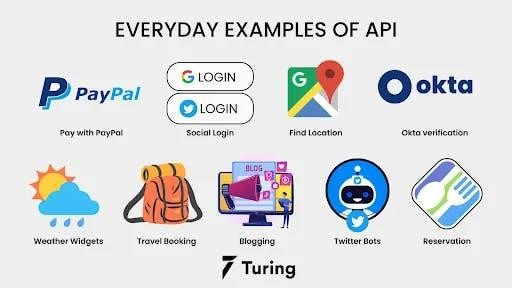 EVERYDAY EXAMPLES OF API
PayPal
G LOGIN
LOGIN
G
okta
Pay with PayPal
Social Login
Find Location
Okta verification
BLOG
Weather Widgets
Travel Booking
Blogging
Twitter Bots
Reservation
Turing